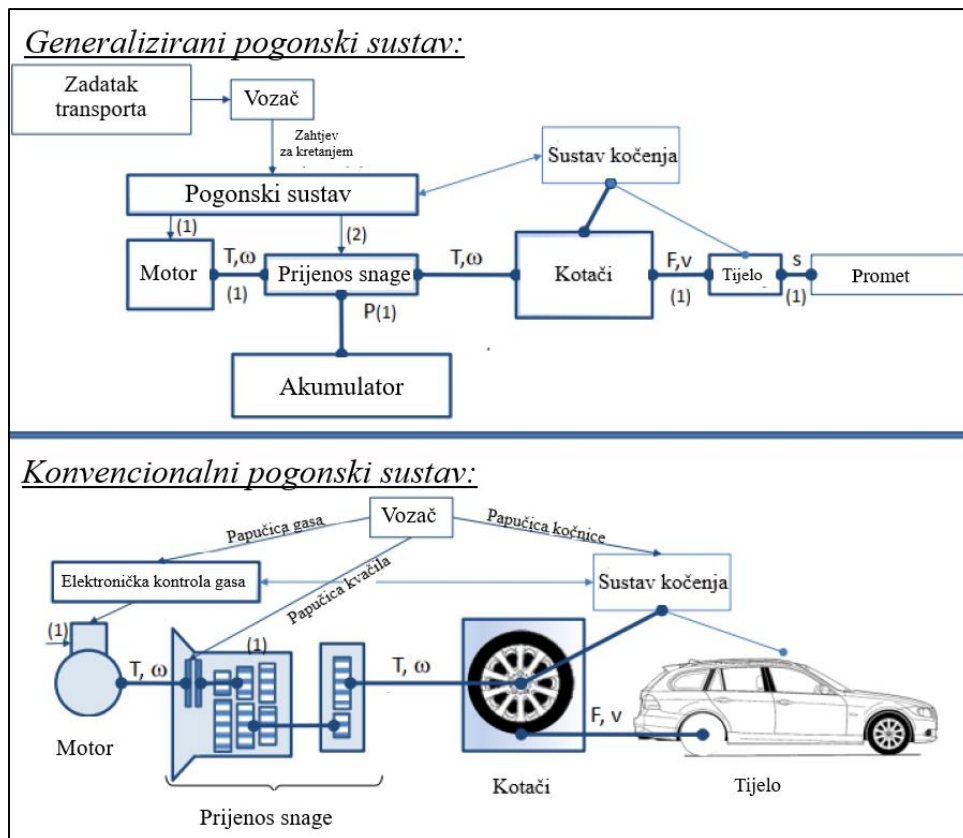 Generalizirani pogonski sustav:
Zadatak
transporta
Vozač
Zahtjev
za kretanjem
Sustav kočenja
Pogonski sustav
(1)
(2)
Motor
T,ω
(1)
Prijenos snage
T,ω
Kotači
F,v
(1)
Tijelo
s
(1)
Promet
P(1)
Akumulator
Konvencionalni pogonski sustav:
Vozač
Papučica gasa
Papučica kočnice
Papučica kvačila
Elektronička kontrola gasa
Sustav kočenja
(1)
(1)
T, ω
T, ω
F, v
Motor
Prijenos snage
Kotači
Tijelo